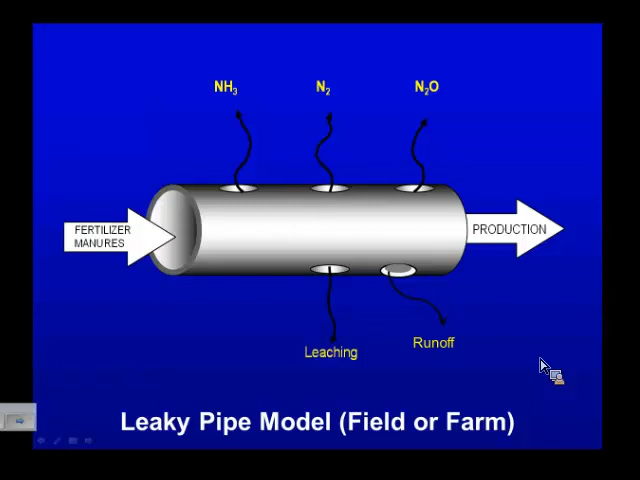 NH₃ N₂ N₂O
FERTILIZER
MANURES
PRODUCTION
Leaching
Runoff
Leaky Pipe Model (Field or Farm)